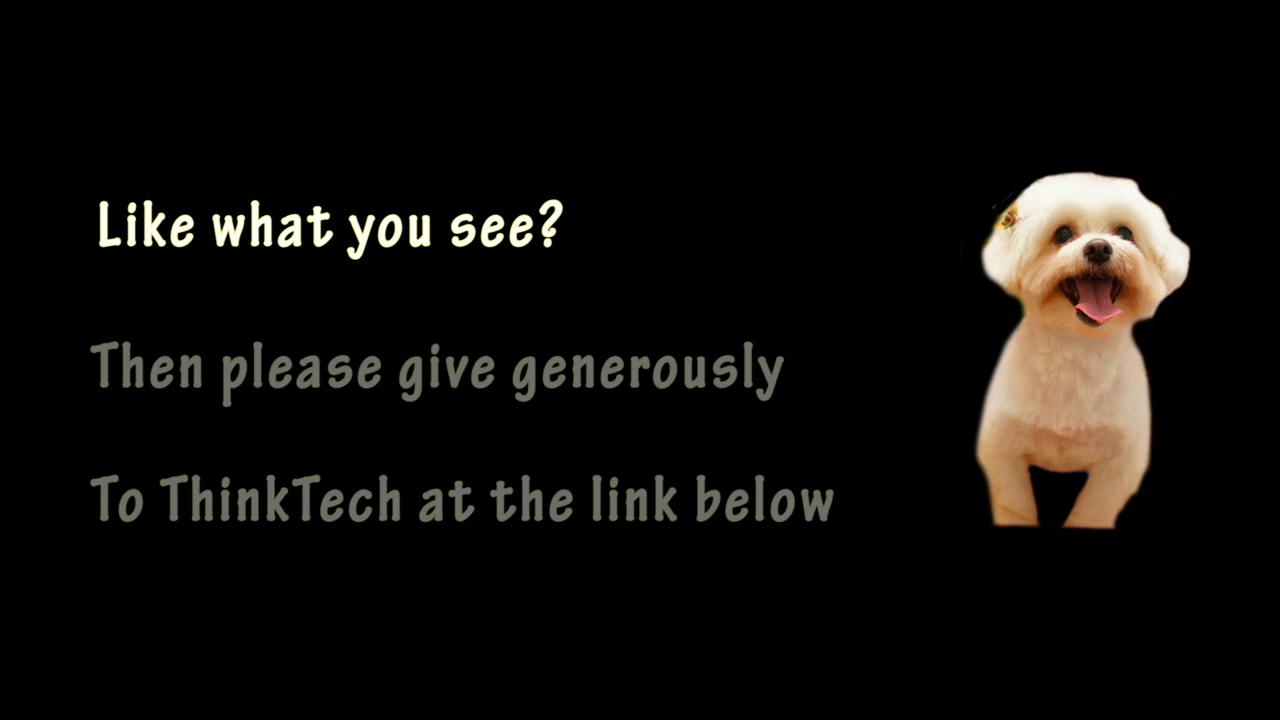 Like what you see?
Then please give generously
To ThinkTech at the link below